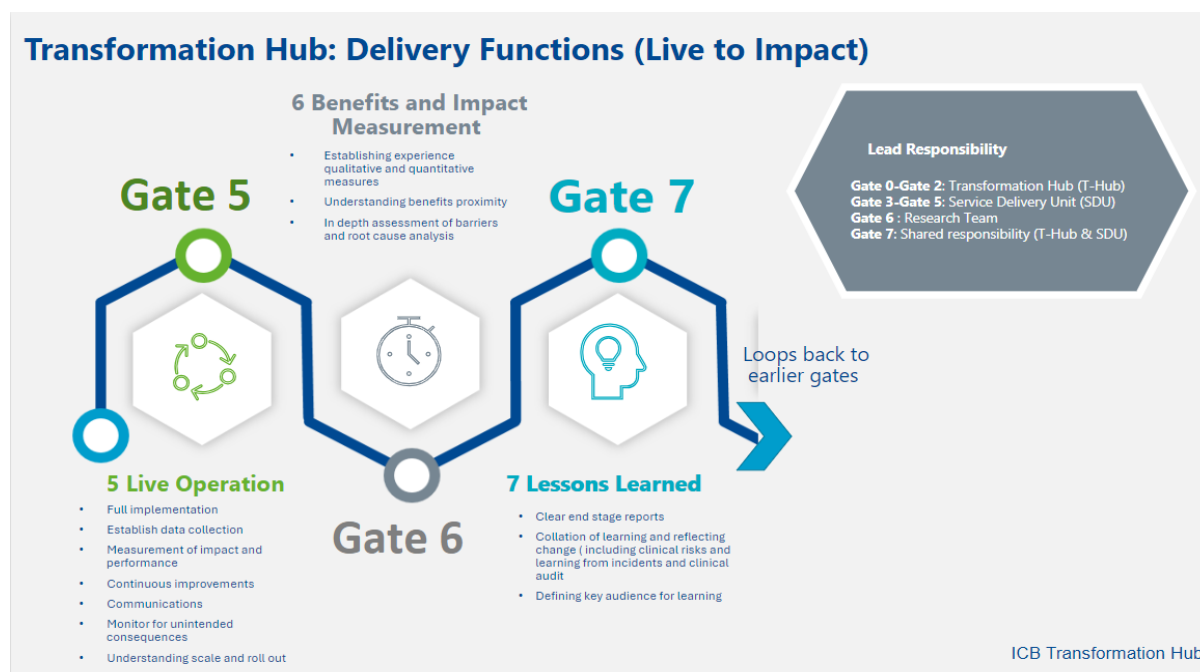 Transformation Hub: Delivery Functions (Live to Impact)
Gate 5
5 Live Operation
• Full implementation
• Establish data collection
• Measurement of impact and
performance
• Continuous improvements
• Communications
• Monitor for unintended
consequences
• Understanding scale and roll out
6 Benefits and Impact
Measurement
• Establishing experience
qualitative and quantitative
measures
• Understanding benefits proximity
• In depth assessment of barriers
and root cause analysis
Gate 6
Gate 7
7 Lessons Learned
• Clear end stage reports
• Collation of learning and reflecting
change ( including clinical risks and
learning from incidents and clinical
audit
• Defining key audience for learning
Loops back to
earlier gates
Lead Responsibility
Gate 0-Gate 2: Transformation Hub (T-Hub)
Gate 3-Gate 5: Service Delivery Unit (SDU)
Gate 6 : Research Team
Gate 7: Shared responsibility (T-Hub & SDU)
ICB Transformation Hub